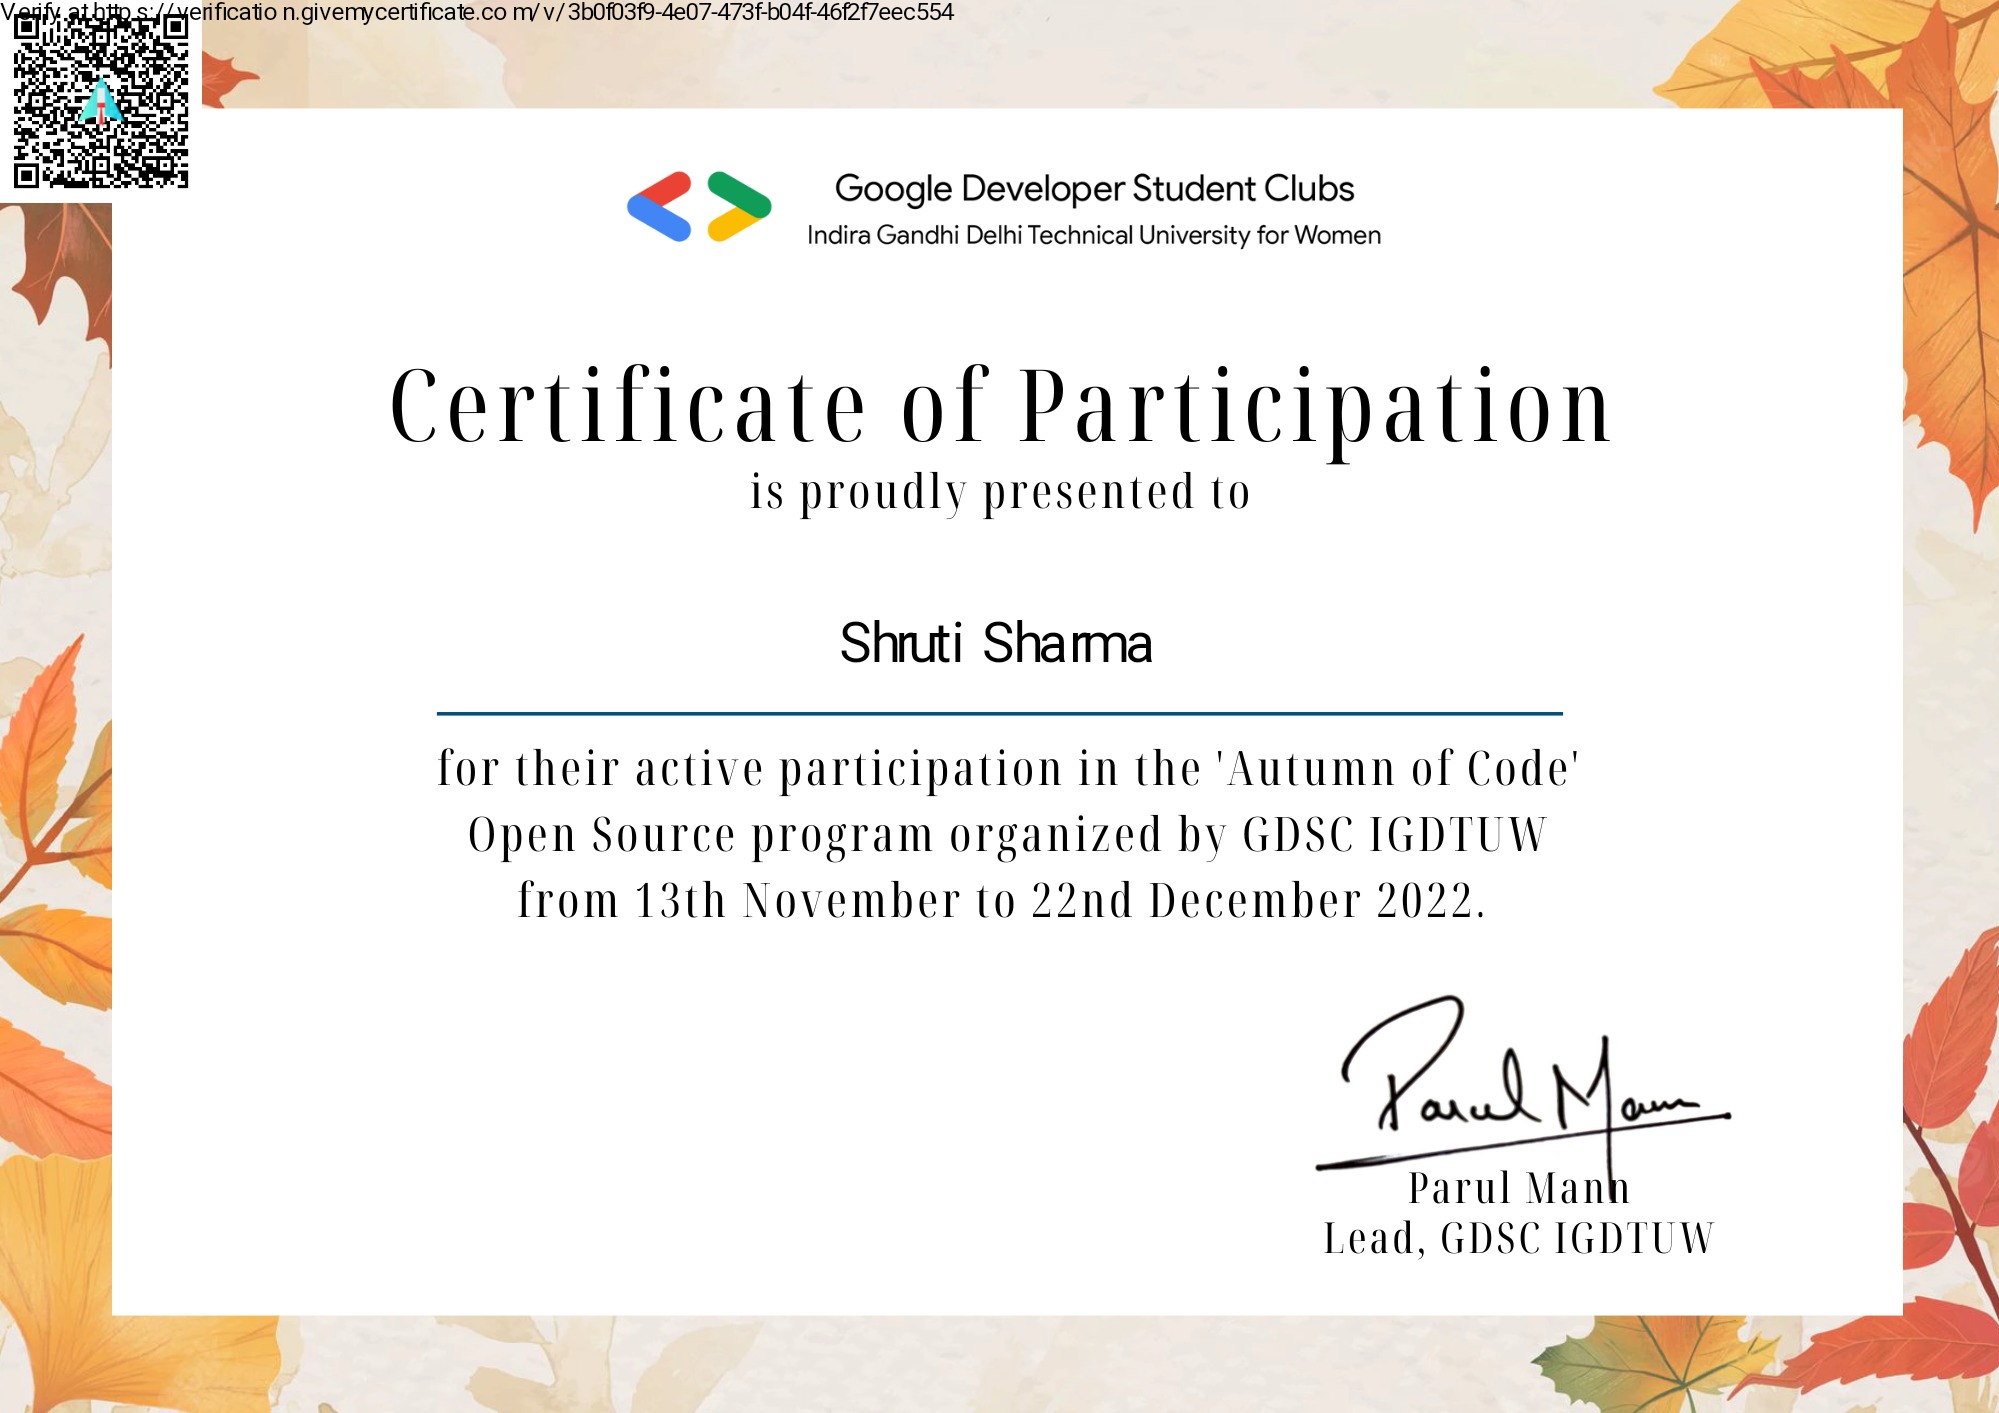 Verify at https://verification.givemycertificate.com/v/3b0f03f9-4e07-473f-b04f-46f2f7eec554
Google Developer Student Clubs
Indira Gandhi Delhi Technical University for Women
Certificate of Participation
is proudly presented to
Shruti Sharma
for their active participation in the 'Autumn of Code'
Open Source program organized by GDSC IGDTUW
from 13th November to 22nd December 2022.
Parul Mann
Parul Mann
Lead, GDSC IGDTUW